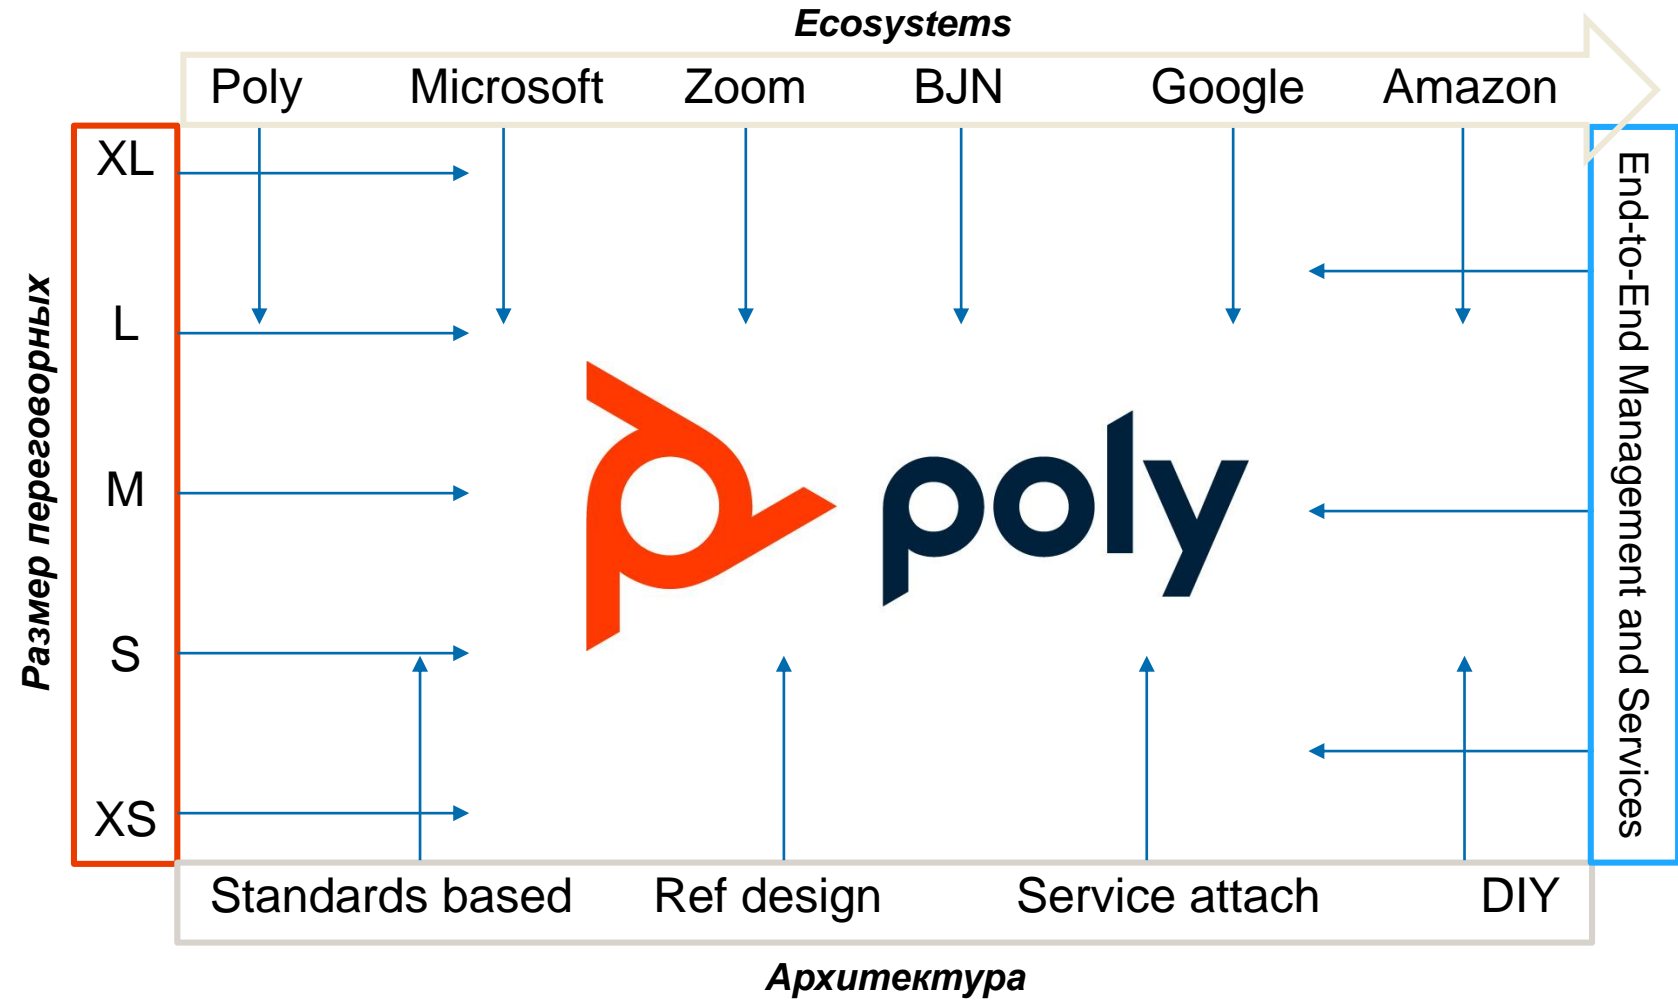 Ecosystems
Poly Microsoft Zoom BJN Google Amazon
XL
L
M
S
XS
Размер переговорных
poly
End-to-End Management and Services
Standards based Ref design Service attach DIY
Архитектура